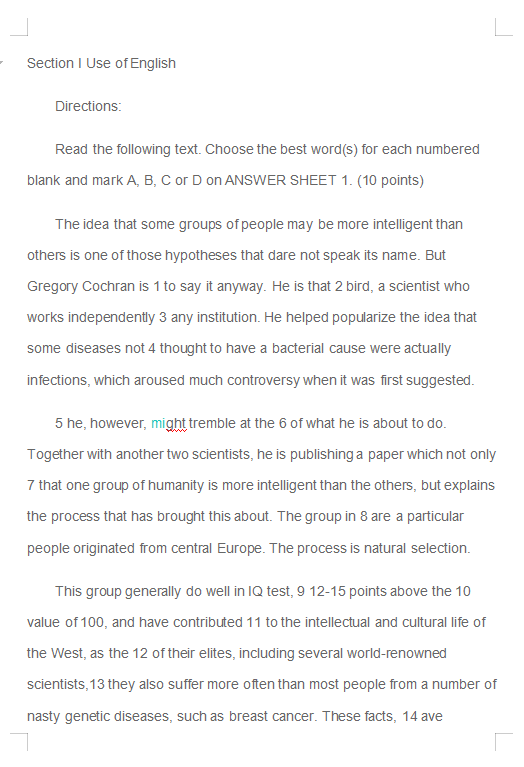 Section I Use of English
Directions:
Read the following text. Choose the best word(s) for each numbered
blank and mark A, B, C or D on ANSWER SHEET 1. (10 points)
The idea that some groups of people may be more intelligent than
others is one of those hypotheses that dare not speak its name. But
Gregory Cochran is 1 to say it anyway. He is that 2 bird, a scientist who
works independently 3 any institution. He helped popularize the idea that
some diseases not 4 thought to have a bacterial cause were actually
infections, which aroused much controversy when it was first suggested.
5 he, however, might tremble at the 6 of what he is about to do.
Together with another two scientists, he is publishing a paper which not only
7 that one group of humanity is more intelligent than the others, but explains
the process that has brought this about. The group in 8 are a particular
people originated from central Europe. The process is natural selection.
This group generally do well in IQ test, 9 12-15 points above the 10
value of 100, and have contributed 11 to the intellectual and cultural life of
the West, as the 12 of their elites, including several world-renowned
scientists,13 they also suffer more often than most people from a number of
nasty genetic diseases, such as breast cancer. These facts, 14 ave